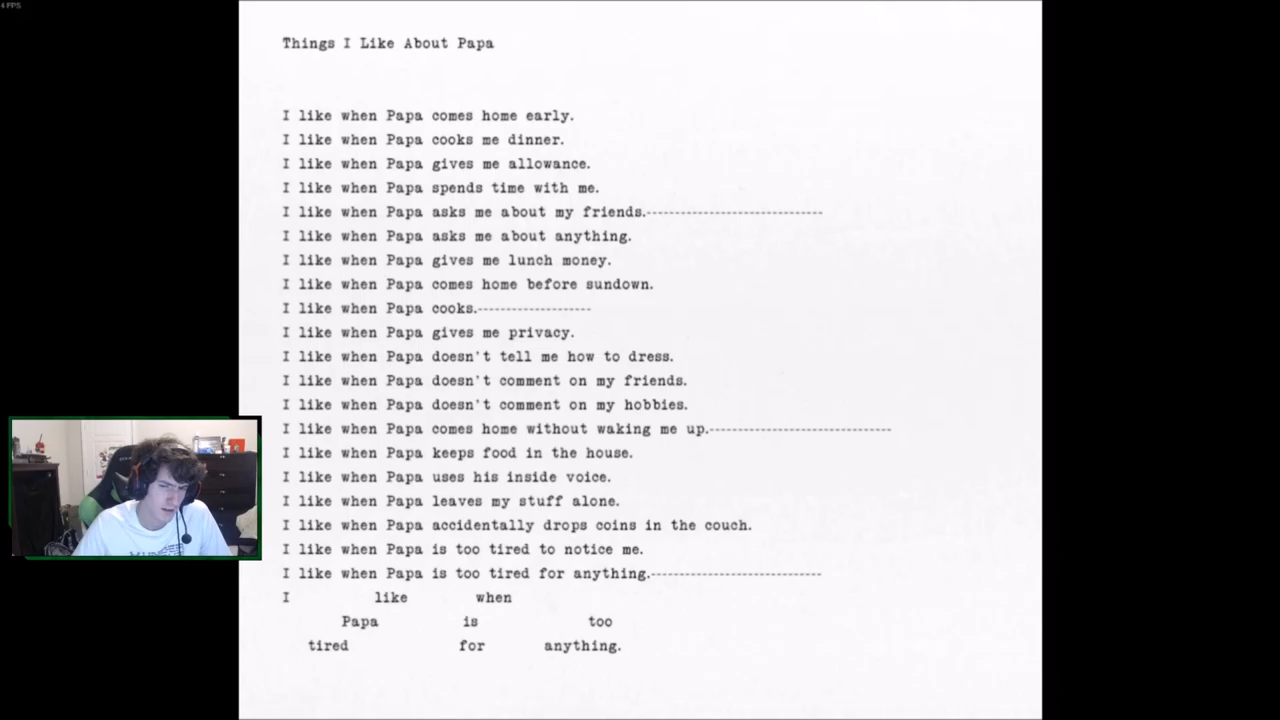 4 FPS
Things I Like About Papa
I like when Papa comes home early.
I like when Papa cooks me dinner.
I like when Papa gives me allowance.
I like when Papa spends time with me.
I like when Papa asks me about my friends.-------------------------
I like when Papa asks me about anything.
I like when Papa gives me lunch money.
I like when Papa comes home before sundown.
I like when Papa cooks.----------------
I like when Papa gives me privacy.
I like when Papa doesn't tell me how to dress.
I like when Papa doesn't comment on my friends.
I like when Papa doesn't comment on my hobbies.
I like when Papa comes home without waking me up.--------------------------
I like when Papa keeps food in the house.
I like when Papa uses his inside voice.
I like when Papa leaves my stuff alone.
I like when Papa accidentally drops coins in the couch.
I like when Papa is too tired to notice me.
I like when Papa is too tired for anything.------------------------
I like when
Papa is too
tired for anything.